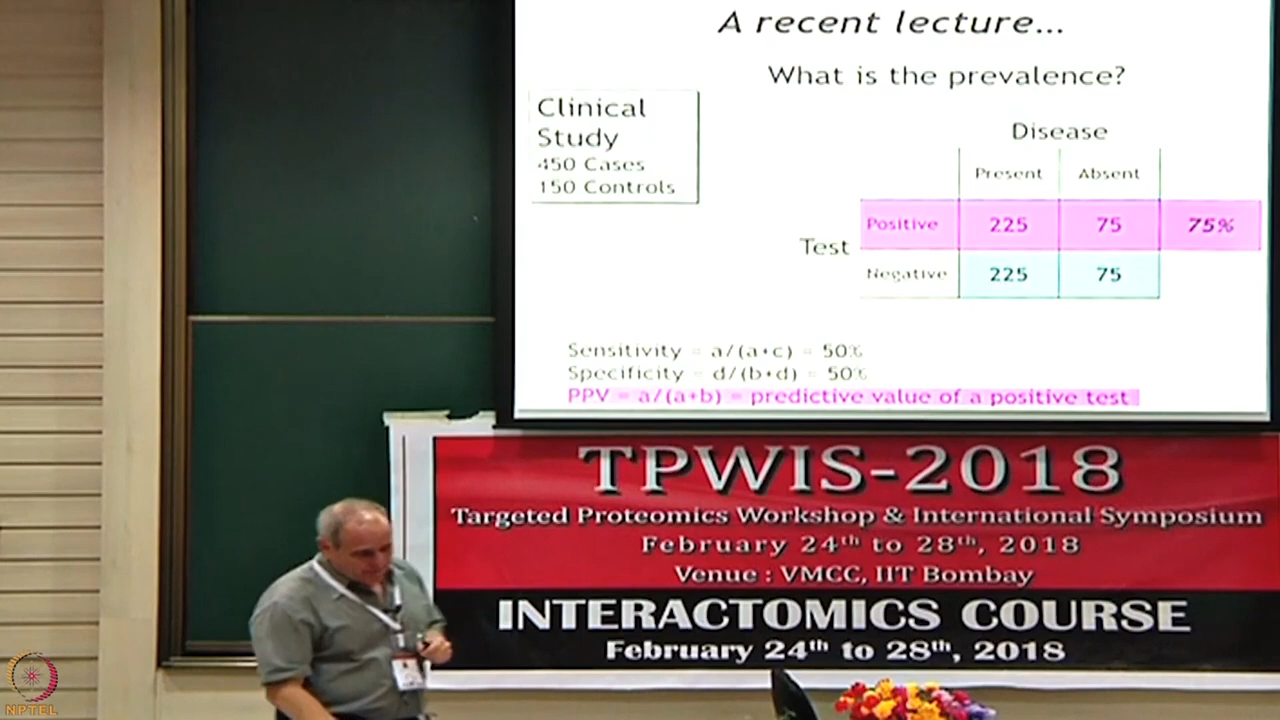 A recent lecture...
What is the prevalence?
Clinical
Study
450 Cases
150 Controls
Disease
Present Absent
Positive 225 75 75%
Test
Negative 225 75
Sensitivity = a/(a+c) = 50%
Specificity = d/(b+d) = 50%
PPV = a/(a+b) = predictive value of a positive test
TPWIS-2018
Targeted Proteomics Workshop & International Symposium
February 24th to 28th, 2018
Venue : VMCC, IIT Bombay
INTERACTOMICS COURSE
February 24th to 28th, 2018
NPTEL